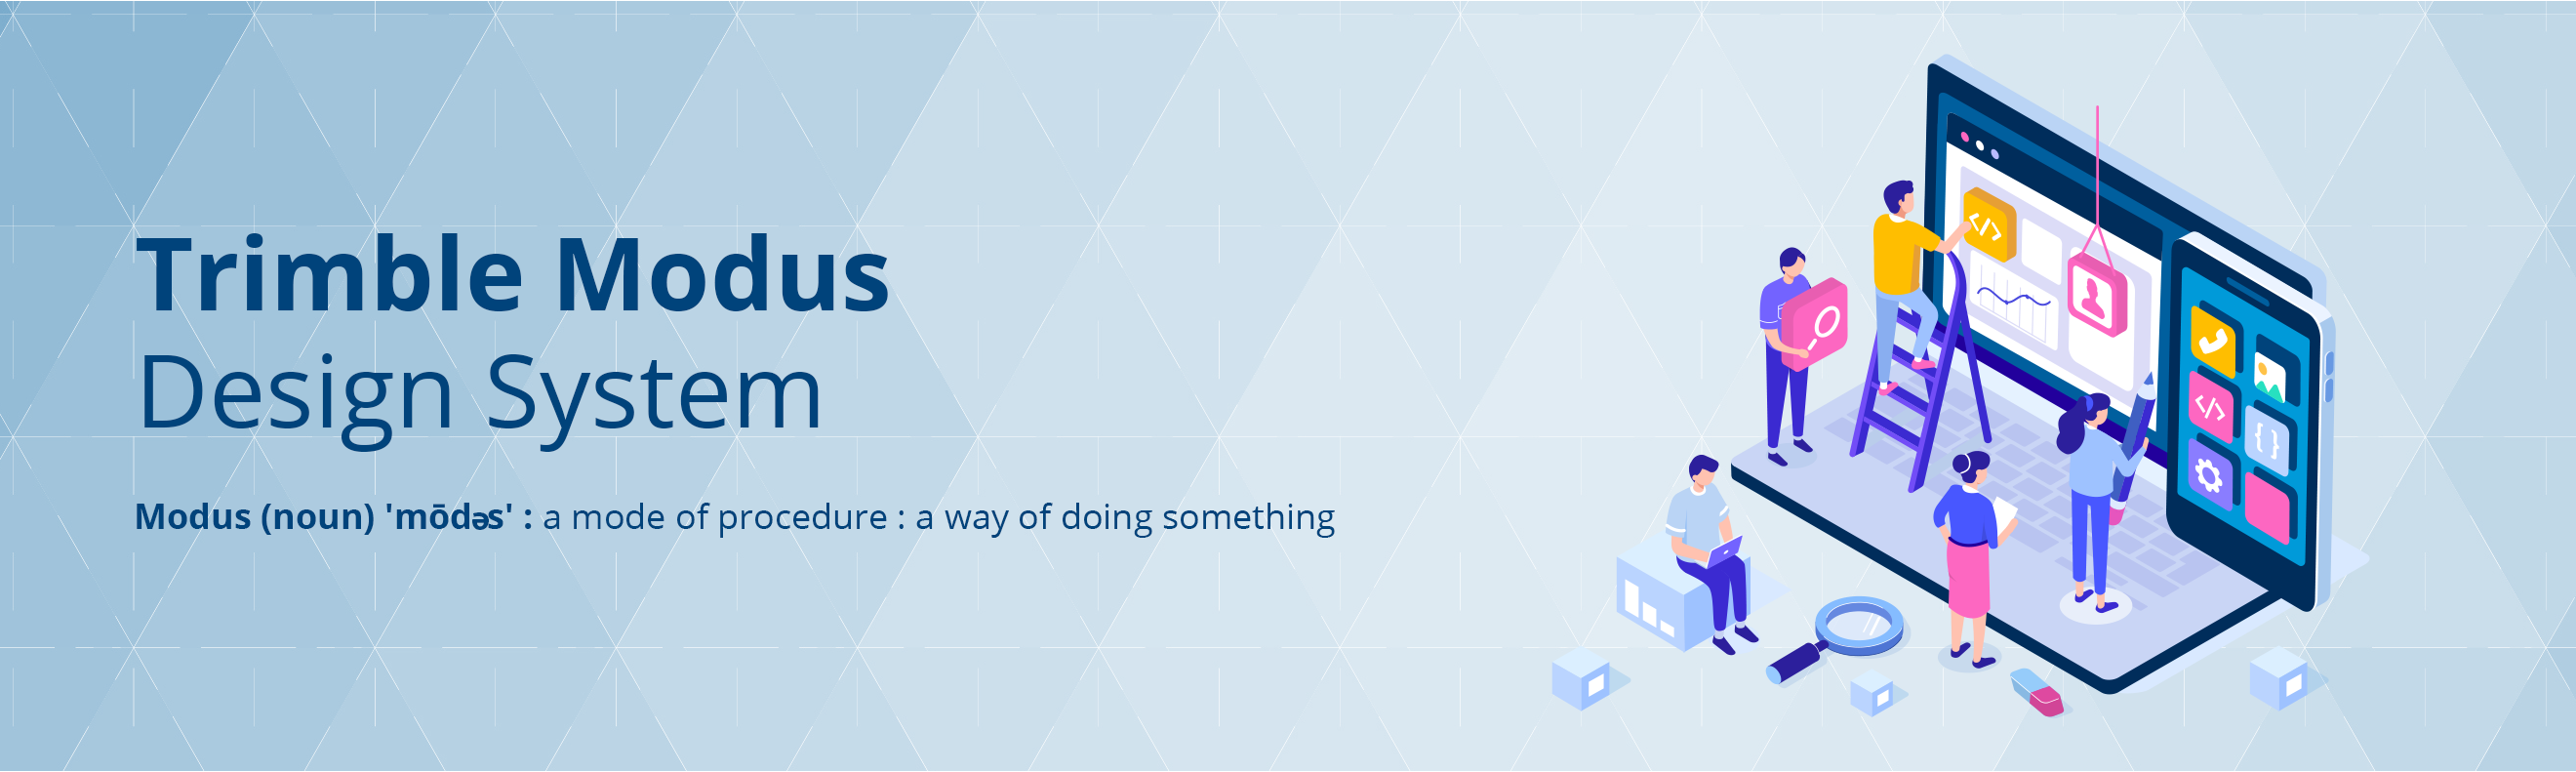 Trimble Modus
Design System
Modus (noun) 'mōdəs' : a mode of procedure : a way of doing something
</>
</>
{ }